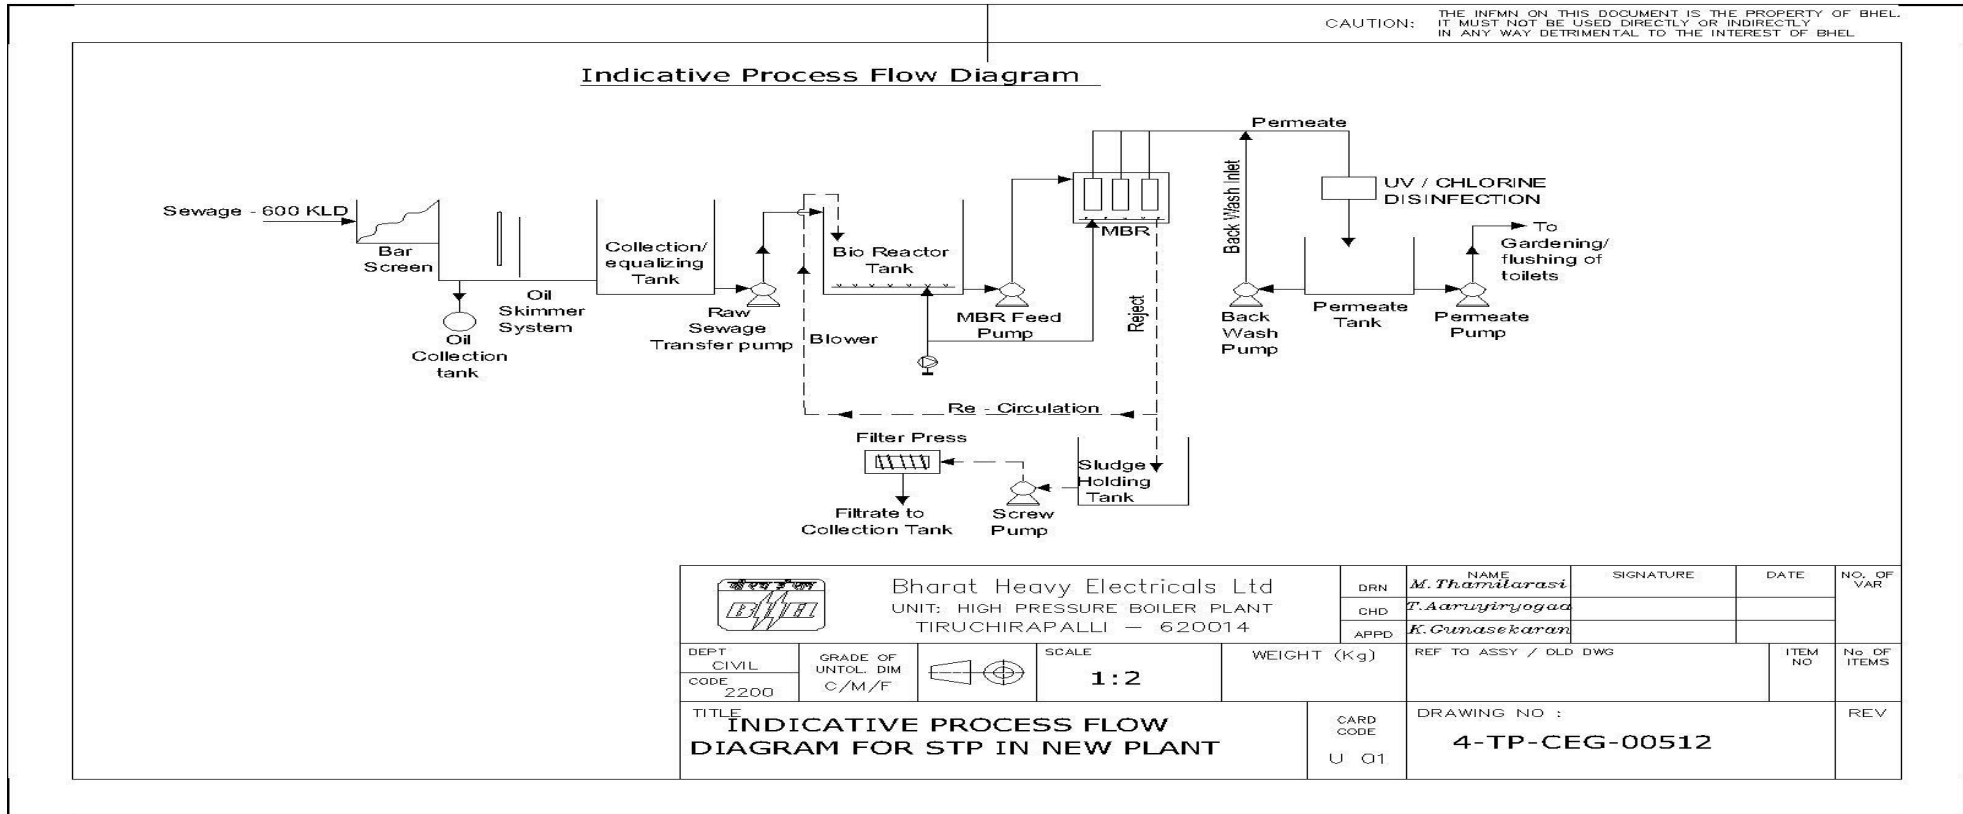 CAUTION:
THE INFMN ON THIS DOCUMENT IS THE PROPERTY OF BHEL.
IT MUST NOT BE USED DIRECTLY OR INDIRECTLY
IN ANY WAY DETRIMENTAL TO THE INTEREST OF BHEL
Indicative Process Flow Diagram
Sewage - 600 KLD
Bar
Screen
Oil
Collection
tank
Oil
Skimmer
System
Collection/
equalizing
Tank
Raw
Sewage
Transfer pump
Bio Reactor
Tank
Blower
MBR Feed
Pump
MBR
Permeate
Back Wash Inlet
UV / CHLORINE
DISINFECTION
Reject
Back
Wash
Pump
Permeate
Tank
Permeate
Pump
To
Gardening/
flushing of
toilets
Re - Circulation
Filter Press
Filtrate to
Collection Tank
Screw
Pump
Sludge
Holding
Tank
BHEL
Bharat Heavy Electricals Ltd
UNIT: HIGH PRESSURE BOILER PLANT
TIRUCHIRAPALLI – 620014
NAME
SIGNATURE
DATE
NO. OF
VAR
DRN
M.Thamilarasi
CHD
T.Aaruyiryogaa
APPD
K.Gunasekaran
DEPT
CIVIL
CODE
2200
GRADE OF
UNTOL. DIM
C/M/F
SCALE
1:2
WEIGHT (Kg)
REF TO ASSY / OLD DWG
ITEM
NO
No OF
ITEMS
TITLE
INDICATIVE PROCESS FLOW
DIAGRAM FOR STP IN NEW PLANT
CARD
CODE
U 01
DRAWING NO :
4-TP-CEG-00512
REV